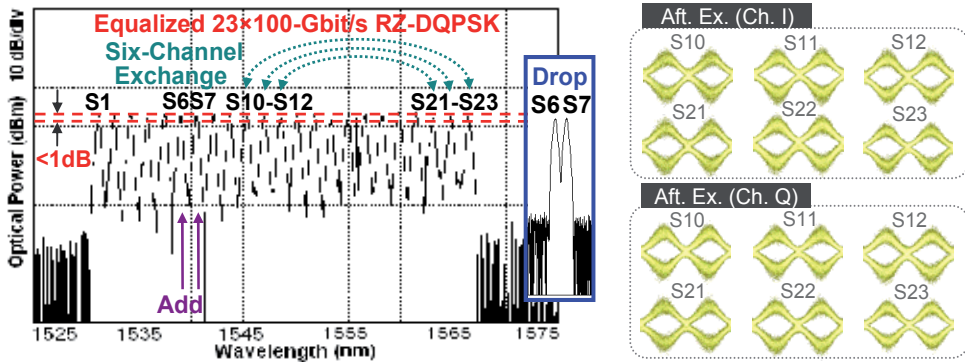 Equalized 23×100-Gbit/s RZ-DQPSK
Six-Channel
Exchange
S1
S6S7
S10-S12
S21-S23
<1dB
Add
Drop
S6 S7
Optical Power (dBm) 10 dB/div
1525 1535 1545 1555 1565 1575
Wavelength (nm)
Aft. Ex. (Ch. I)
S10 S11 S12
S21 S22 S23
Aft. Ex. (Ch. Q)
S10 S11 S12
S21 S22 S23